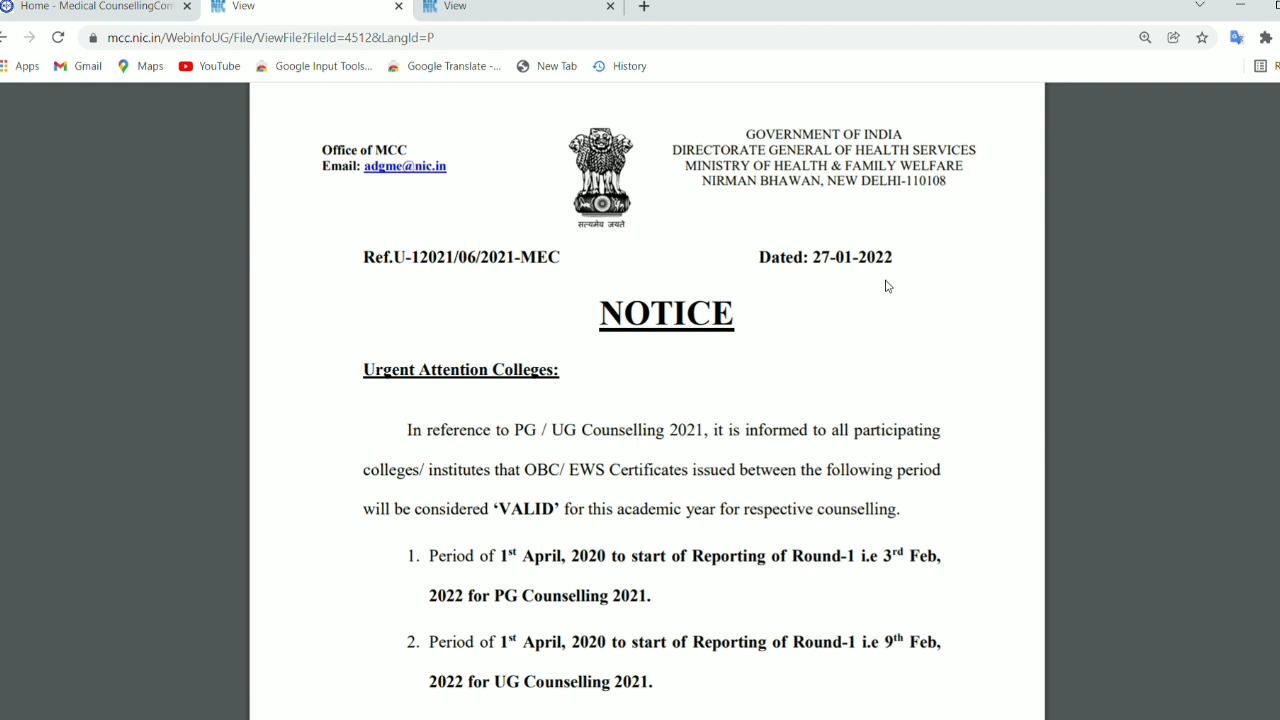 Home - Medical CounsellingCom
View
View
mcc.nic.in/WebinfoUG/File/ViewFile?FileId=4512&LangId=P
Apps
Gmail
Maps
YouTube
Google Input Tools...
Google Translate -...
New Tab
History
R
Office of MCC
Email: adgme@nic.in
सत्यमेव जयते
GOVERNMENT OF INDIA
DIRECTORATE GENERAL OF HEALTH SERVICES
MINISTRY OF HEALTH & FAMILY WELFARE
NIRMAN BHAWAN, NEW DELHI-110108
Ref.U-12021/06/2021-MEC
Dated: 27-01-2022
NOTICE
Urgent Attention Colleges:
In reference to PG / UG Counselling 2021, it is informed to all participating
colleges/ institutes that OBC/ EWS Certificates issued between the following period
will be considered ‘VALID’ for this academic year for respective counselling.
1. Period of 1st April, 2020 to start of Reporting of Round-1 i.e 3rd Feb,
2022 for PG Counselling 2021.
2. Period of 1st April, 2020 to start of Reporting of Round-1 i.e 9th Feb,
2022 for UG Counselling 2021.